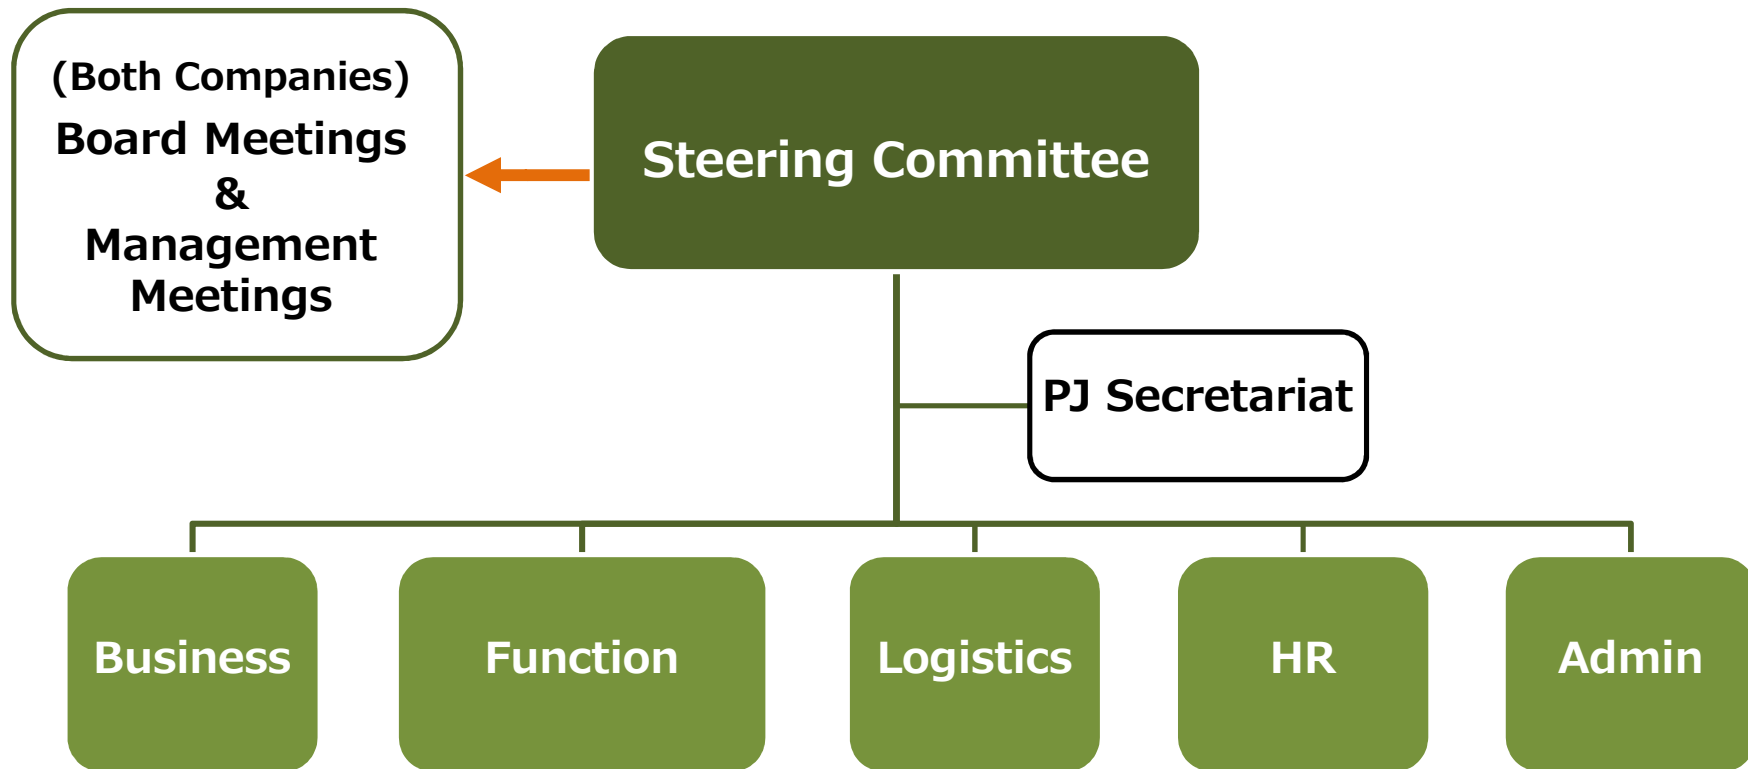 (Both Companies)
Board Meetings
&
Management
Meetings
Steering Committee
PJ Secretariat
Business
Function
Logistics
HR
Admin